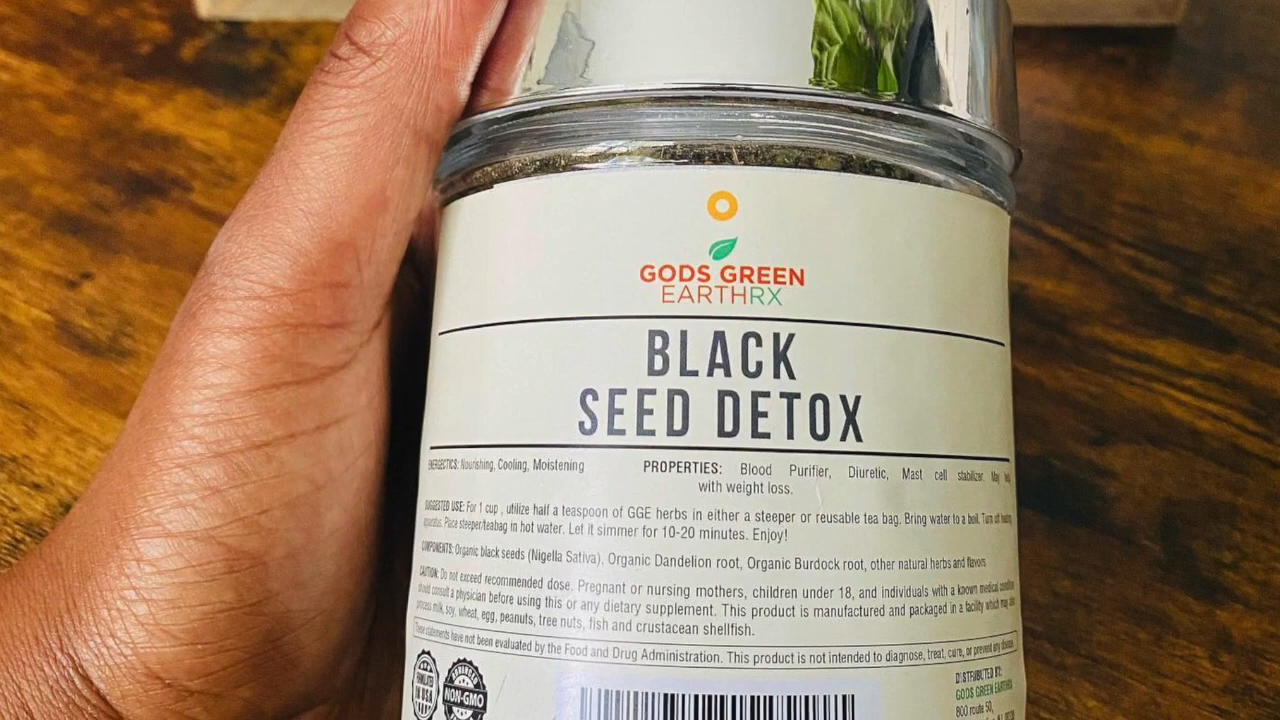 GODS GREEN
EARTHRX
BLACK
SEED DETOX
ENERGECTICS: Nourishing, Cooling, Moistening
PROPERTIES: Blood Purifier, Diuretic, Mast cell stabilizer. May help
with weight loss.
SUGGESTED USE: For 1 cup , utilize half a teaspoon of GGE herbs in either a steeper or reusable tea bag. Bring water to a boil. Turn off heating
apparatus. Place steeper/teabag in hot water. Let it simmer for 10-20 minutes. Enjoy!
COMPONENTS: Organic black seeds (Nigella Sativa), Organic Dandelion root, Organic Burdock root, other natural herbs and flavors
CAUTION: Do not exceed recommended dose. Pregnant or nursing mothers, children under 18, and individuals with a known medical condition
should consult a physician before using this or any dietary supplement. This product is manufactured and packaged in a facility which may also
process milk, soy, wheat, egg, peanuts, tree nuts, fish and crustacean shellfish.
These statements have not been evaluated by the Food and Drug Administration. This product is not intended to diagnose, treat, cure, or prevent any disease.
FORMULATED
IN USA
NON-GMO
DISTRIBUTED BY:
GODS GREEN EARTHRX
800 route 50,